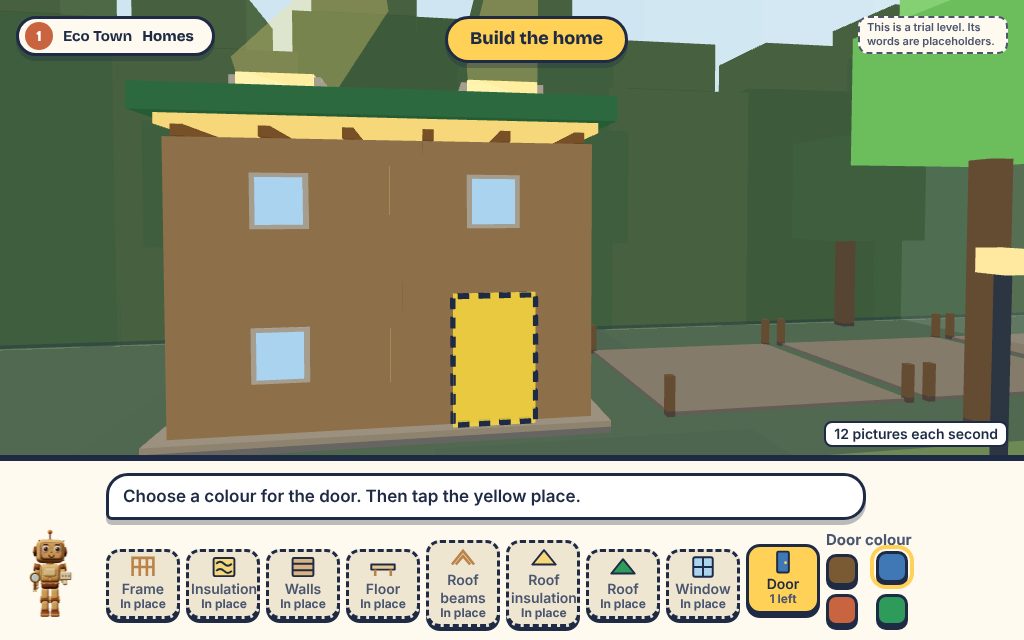 1 Eco Town Homes
Build the home
This is a trial level. Its
words are placeholders.
12 pictures each second
Choose a colour for the door. Then tap the yellow place.
Door colour
Frame
In place
Insulation
In place
Walls
In place
Floor
In place
Roof
beams
In place
Roof
insulation
In place
Roof
In place
Window
In place
Door
1 left